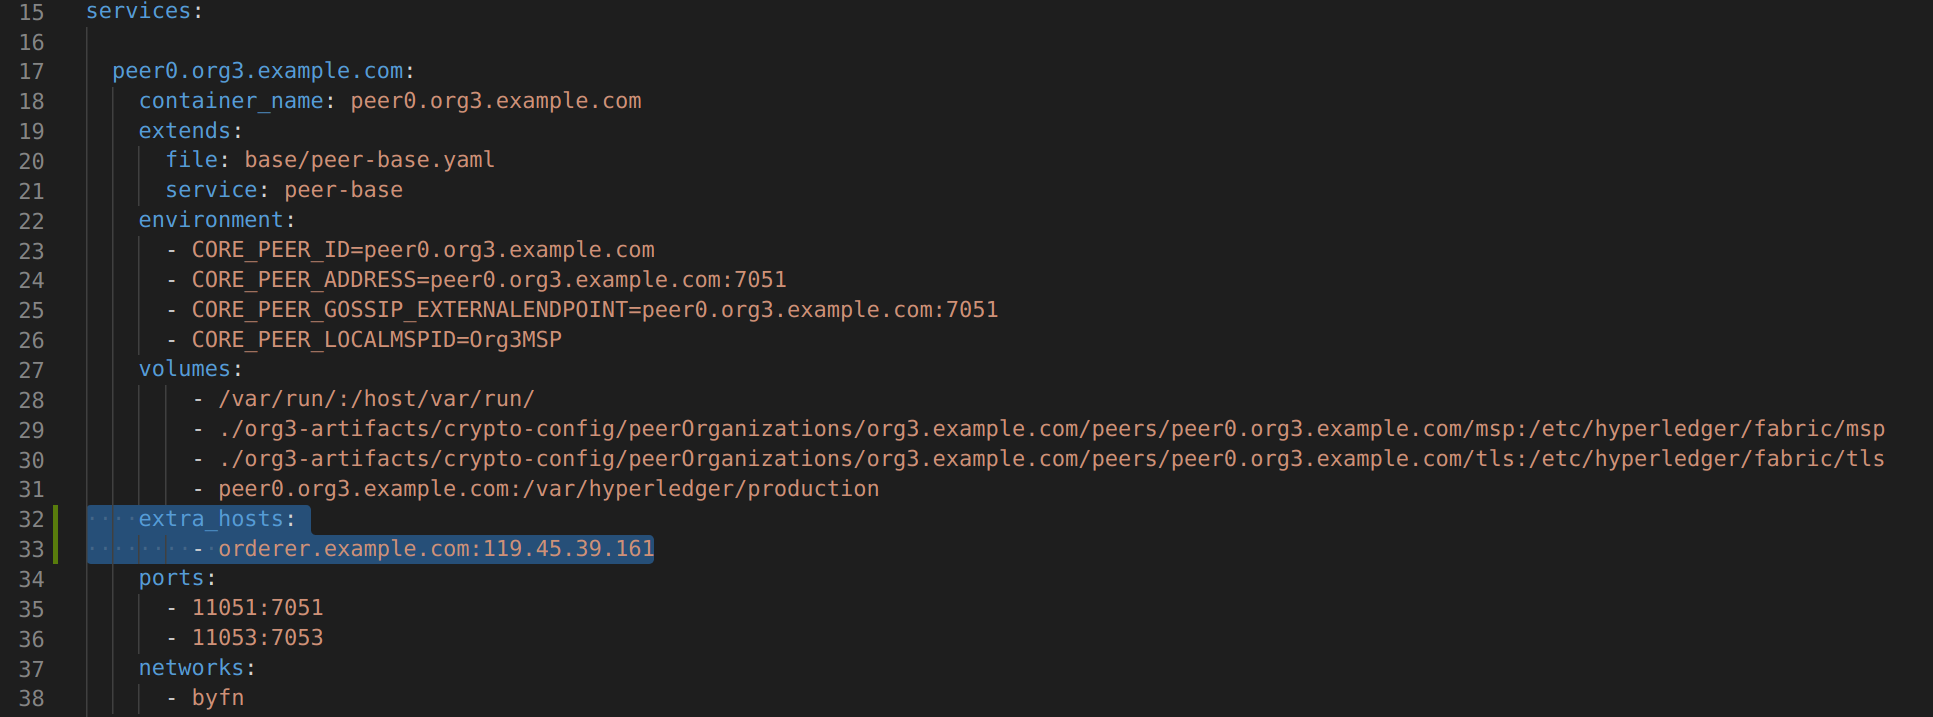 15 services:
16
17 peer0.org3.example.com:
18 container_name: peer0.org3.example.com
19 extends:
20 file: base/peer-base.yaml
21 service: peer-base
22 environment:
23 - CORE_PEER_ID=peer0.org3.example.com
24 - CORE_PEER_ADDRESS=peer0.org3.example.com:7051
25 - CORE_PEER_GOSSIP_EXTERNALENDPOINT=peer0.org3.example.com:7051
26 - CORE_PEER_LOCALMSPID=Org3MSP
27 volumes:
28 - /var/run/:/host/var/run/
29 - ./org3-artifacts/crypto-config/peerOrganizations/org3.example.com/peers/peer0.org3.example.com/msp:/etc/hyperledger/fabric/msp
30 - ./org3-artifacts/crypto-config/peerOrganizations/org3.example.com/peers/peer0.org3.example.com/tls:/etc/hyperledger/fabric/tls
31 - peer0.org3.example.com:/var/hyperledger/production
32 extra_hosts:
33 - orderer.example.com:119.45.39.161
34 ports:
35 - 11051:7051
36 - 11053:7053
37 networks:
38 - byfn